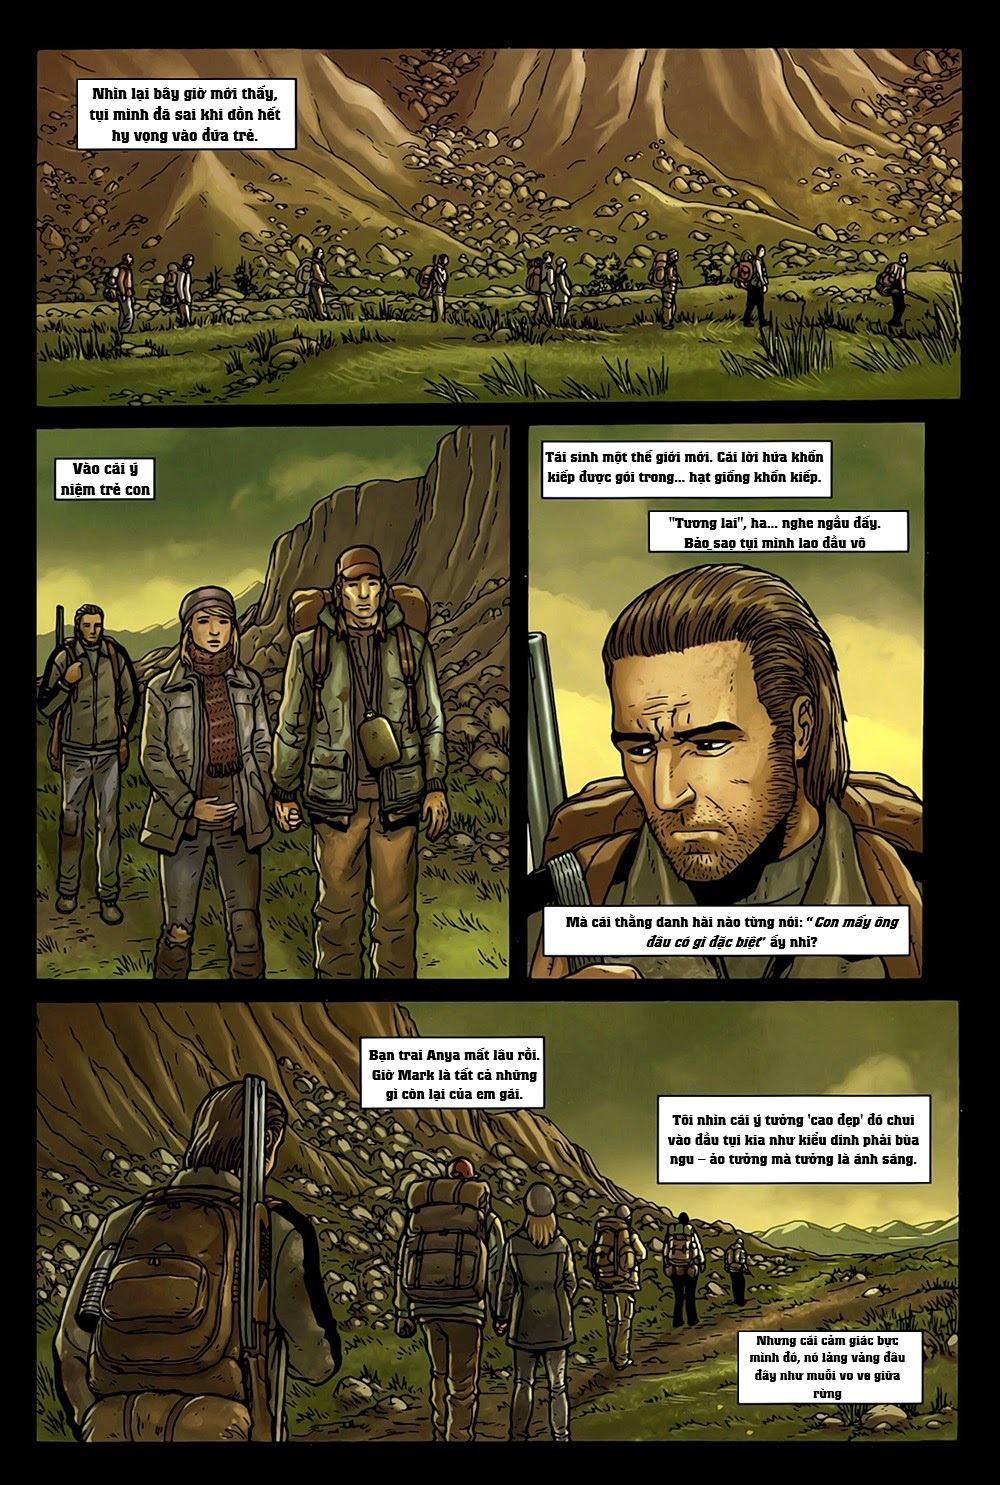 Nhìn lại bây giờ mới thấy,
tụi mình đã sai khi dồn hết
hy vọng vào đứa trẻ.
Vào cái ý
niệm trẻ con
Tái sinh một thế giới mới. Cái lời hứa khốn
kiếp được gói trong... hạt giống khốn kiếp.
"Tương lai", ha... nghe ngầu đấy.
Bảo sao tụi mình lao đầu vô
Mà cái thằng danh hài nào từng nói: “Con mấy ông
đâu có gì đặc biệt” ấy nhỉ?
Bạn trai Anya mất lâu rồi.
Giờ Mark là tất cả những
gì còn lại của em gái.
Tôi nhìn cái ý tưởng 'cao đẹp' đó chui
vào đầu tụi kia như kiểu dính phải bùa
ngu – ảo tưởng mà tưởng là ánh sáng.
Nhưng cái cảm giác bực
mình đó, nó lảng vảng đâu
đây như muỗi vo ve giữa
rừng